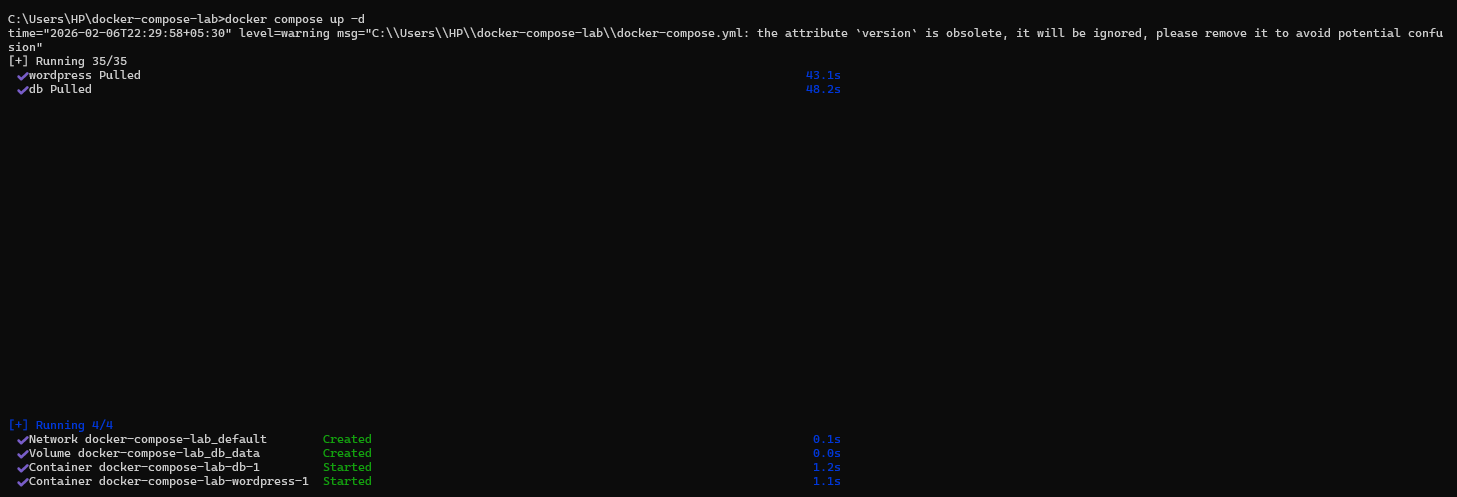 C:\Users\HP\docker-compose-lab>docker compose up -d
time="2026-02-06T22:29:58+05:30" level=warning msg="C:\\Users\\HP\\docker-compose-lab\\docker-compose.yml: the attribute `version` is obsolete, it will be ignored, please remove it to avoid potential confu
sion"
[+] Running 35/35
✔wordpress Pulled 43.1s
✔db Pulled 48.2s
[+] Running 4/4
✔Network docker-compose-lab_default Created 0.1s
✔Volume docker-compose-lab_db_data Created 0.0s
✔Container docker-compose-lab-db-1 Started 1.2s
✔Container docker-compose-lab-wordpress-1 Started 1.1s